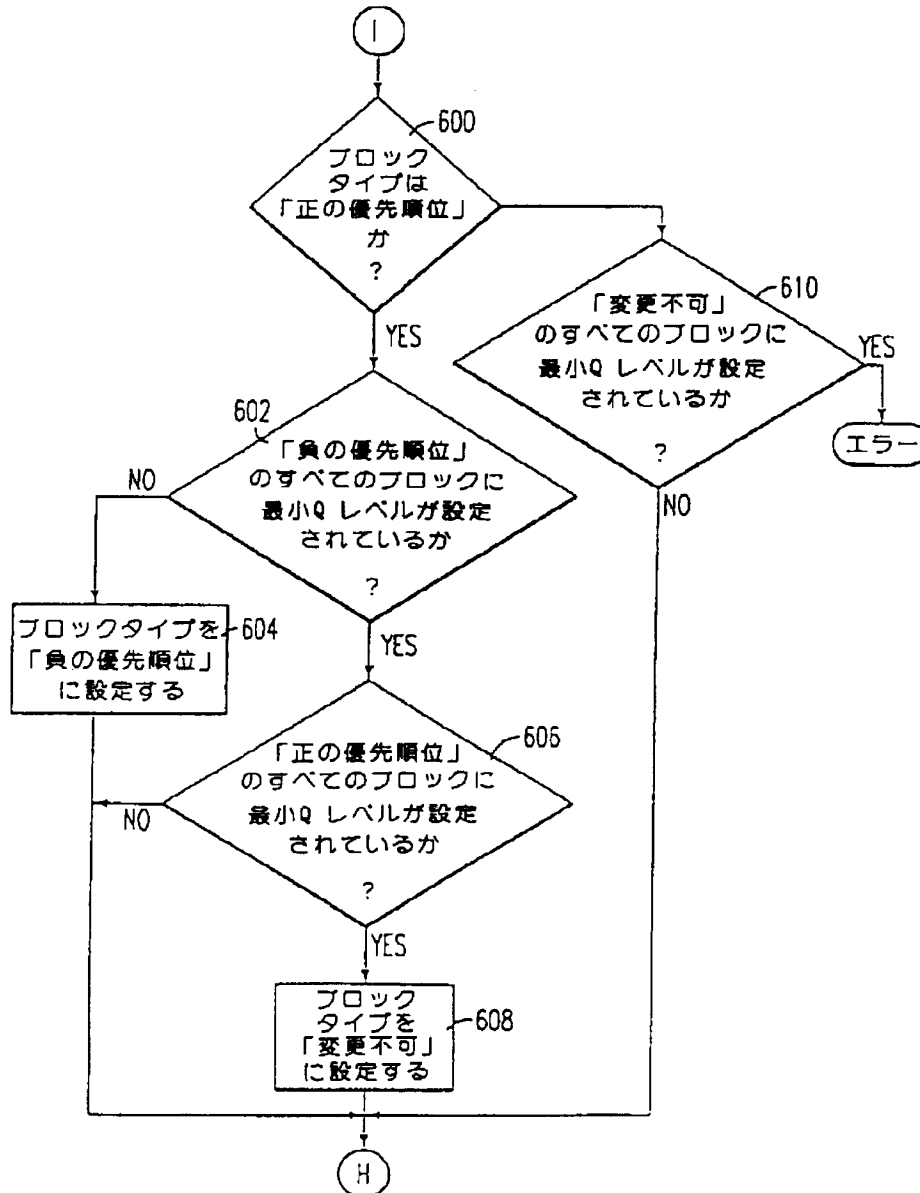 I
600
ブロック
タイプは
「正の優先順位」
か
?
YES
610
「変更不可」
のすべてのブロックに
最小Q レベルが設定
されているか
?
YES
エラー
NO
602
「負の優先順位」
のすべてのブロックに
最小Q レベルが設定
されているか
?
NO
YES
ブロックタイプを
「負の優先順位」
に設定する
604
606
「正の優先順位」
のすべてのブロックに
最小Q レベルが設定
されているか
?
NO
YES
ブロック
タイプを
「変更不可」
に設定する
608
H